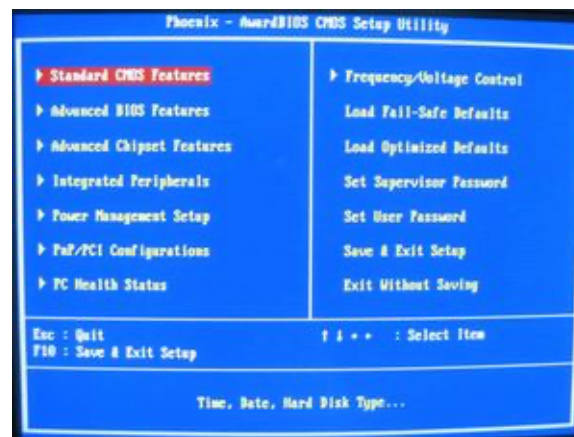 Phoenix - AwardBIOS CMOS Setup Utility
Standard CMOS Features
Advanced BIOS Features
Advanced Chipset Features
Integrated Peripherals
Power Management Setup
PnP/PCI Configurations
PC Health Status
Frequency/Voltage Control
Load Fail-Safe Defaults
Load Optimized Defaults
Set Supervisor Password
Set User Password
Save & Exit Setup
Exit Without Saving
Esc : Quit
F10 : Save & Exit Setup
↑ ↓ → ← : Select Item
Time, Date, Hard Disk Type...